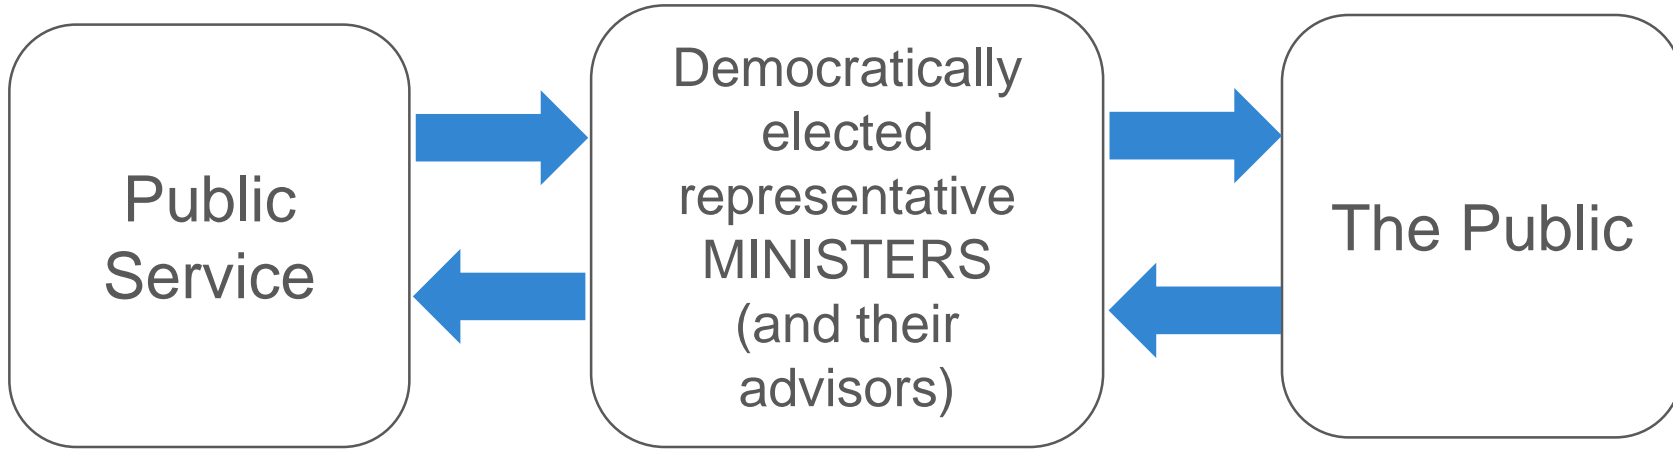 Public
Service
Democratically
elected
representative
MINISTERS
(and their
advisors)
The Public